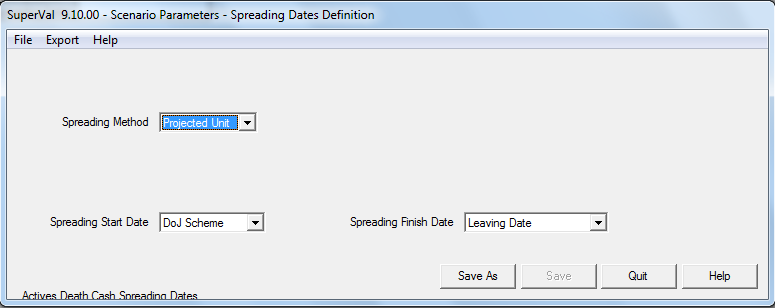 SuperVal 9.10.00 - Scenario Parameters - Spreading Dates Definition
File Export Help
Spreading Method Projected Unit
Spreading Start Date DoJ Scheme Spreading Finish Date Leaving Date
Save As Save Quit Help
Actives Death Cash Spreading Dates